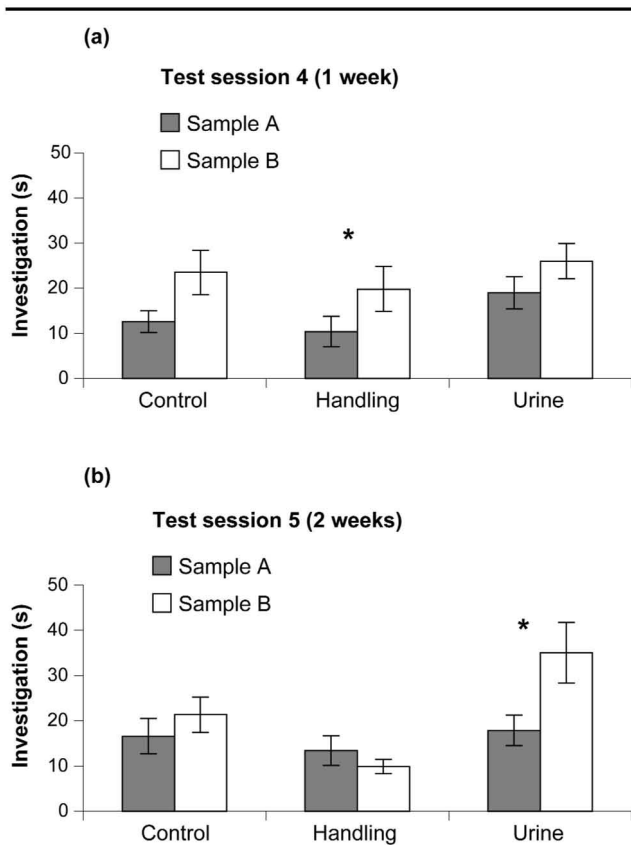 (a)
Test session 4 (1 week)
Sample A
Sample B
50
40
30
20
10
0
Investigation (s)
*
Control Handling Urine
(b)
Test session 5 (2 weeks)
Sample A
Sample B
50
40
30
20
10
0
Investigation (s)
*
Control Handling Urine